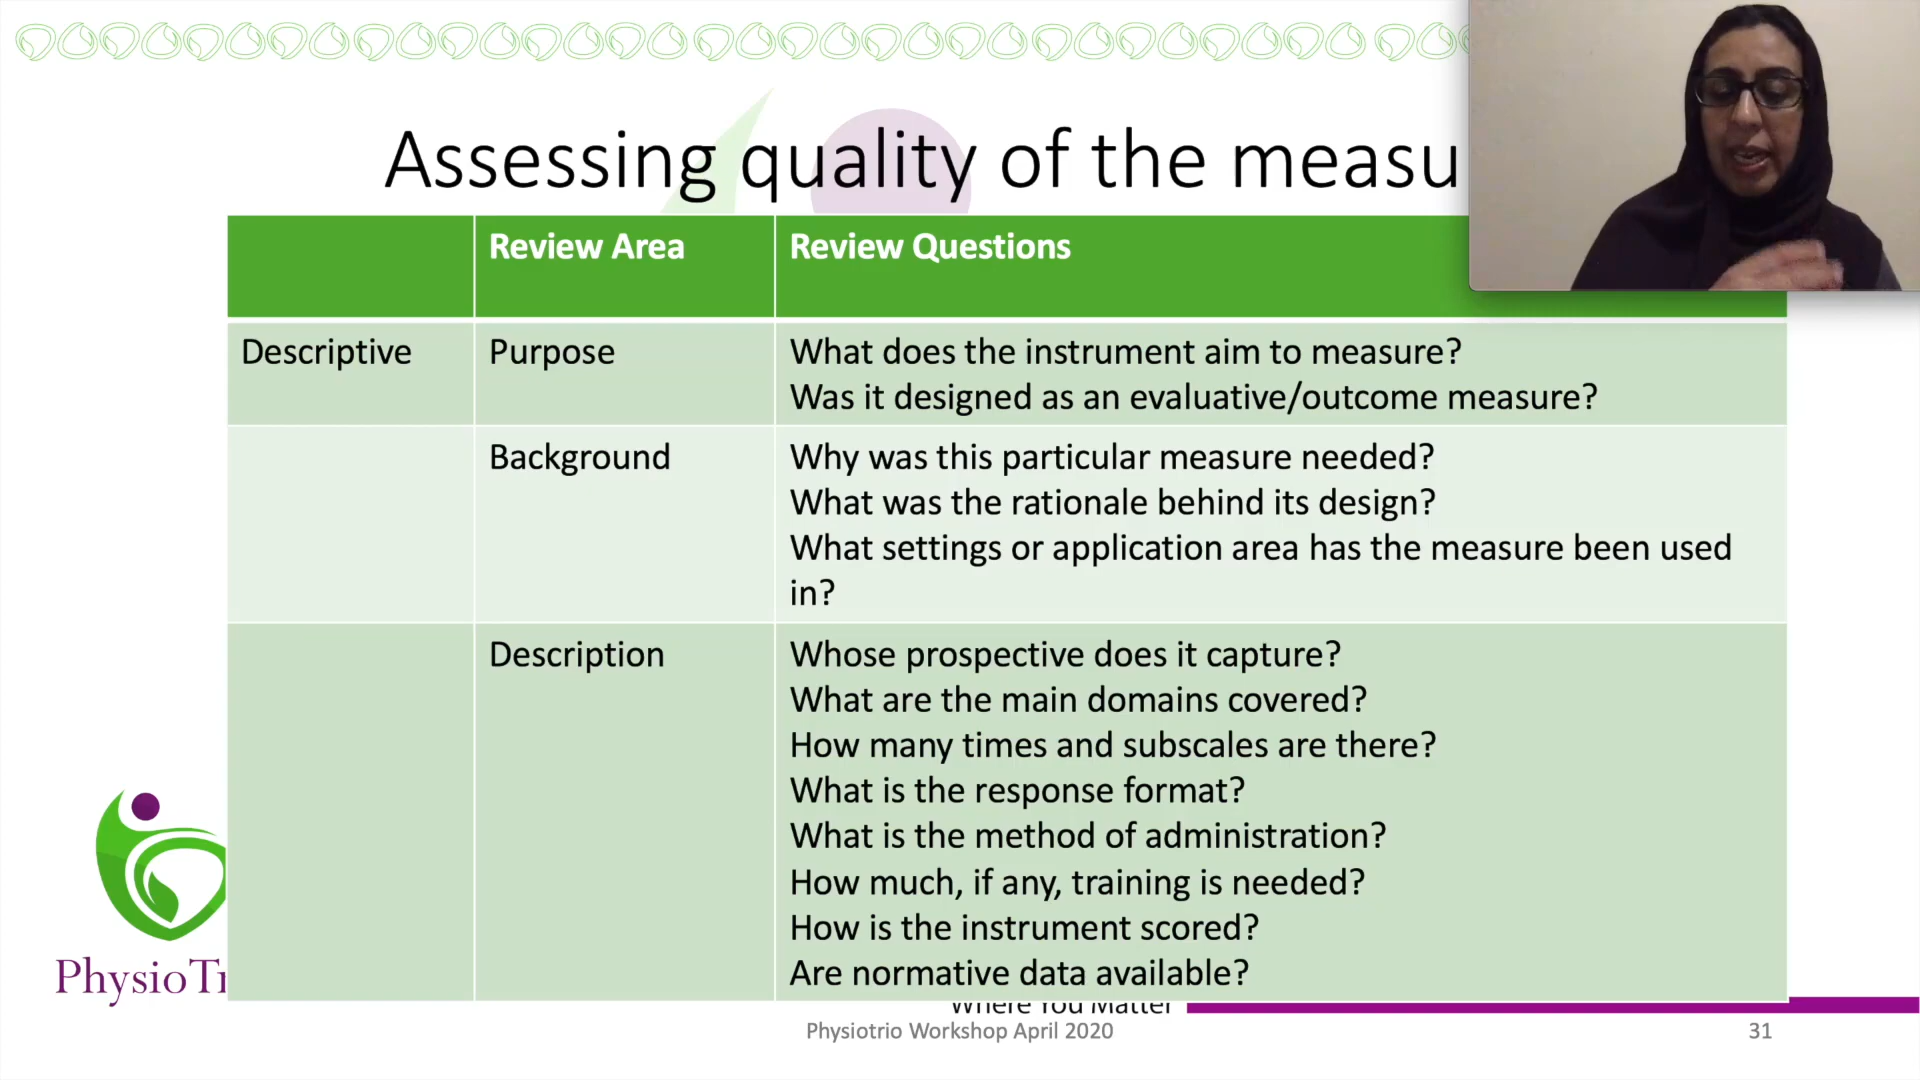 Assessing quality of the measu
Review Area
Review Questions
Descriptive
Purpose
What does the instrument aim to measure?
Was it designed as an evaluative/outcome measure?
Background
Why was this particular measure needed?
What was the rationale behind its design?
What settings or application area has the measure been used
in?
Description
Whose prospective does it capture?
What are the main domains covered?
How many times and subscales are there?
What is the response format?
What is the method of administration?
How much, if any, training is needed?
How is the instrument scored?
Are normative data available?
PhysioTr
Where You Matter
Physiotrio Workshop April 2020
31